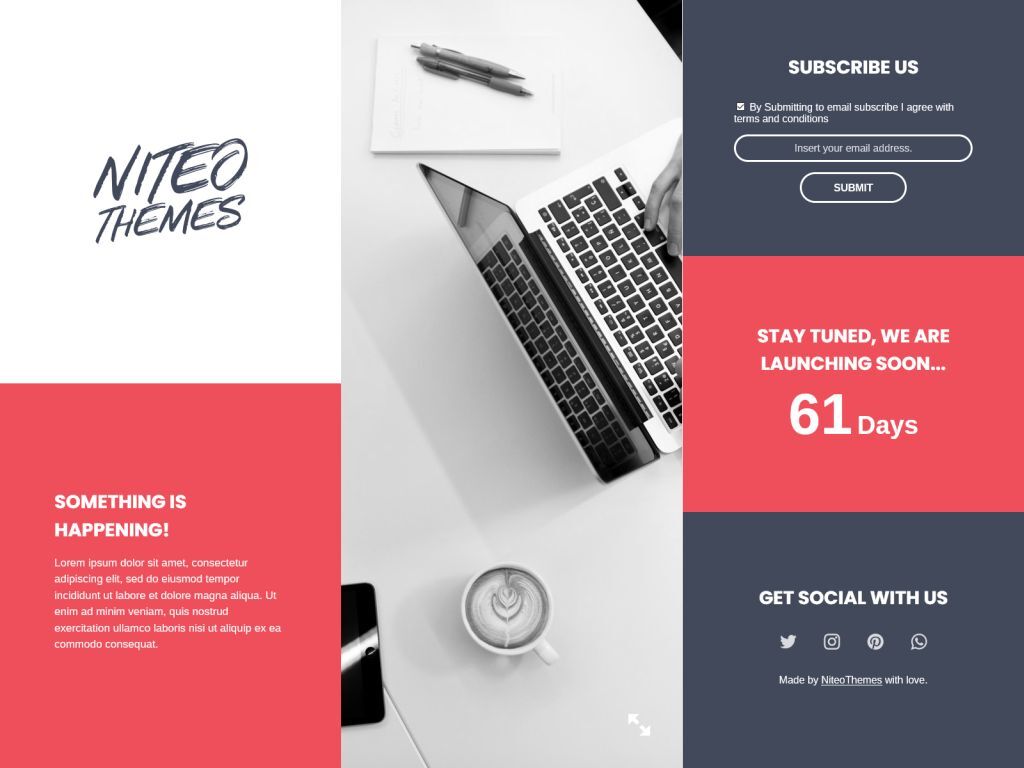 NITEO
THEMES
SOMETHING IS
HAPPENING!
Lorem ipsum dolor sit amet, consectetur
adipiscing elit, sed do eiusmod tempor
incididunt ut labore et dolore magna aliqua. Ut
enim ad minim veniam, quis nostrud
exercitation ullamco laboris nisi ut aliquip ex ea
commodo consequat.
SUBSCRIBE US
By Submitting to email subscribe I agree with
terms and conditions
Insert your email address.
SUBMIT
STAY TUNED, WE ARE
LAUNCHING SOON...
61 Days
GET SOCIAL WITH US
Made by NiteoThemes with love.